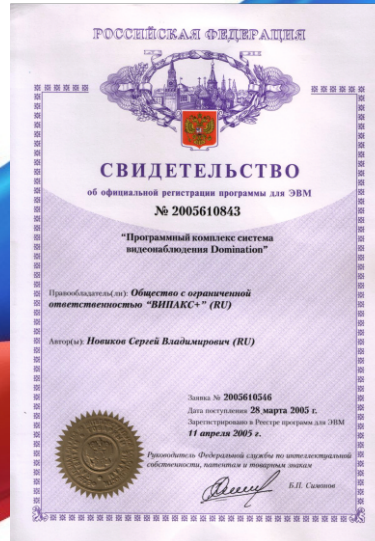 РОССИЙСКАЯ ФЕДЕРАЦИЯ
СВИДЕТЕЛЬСТВО
об официальной регистрации программы для ЭВМ
№ 2005610843
“Программный комплекс система
видеонаблюдения Domination”
Правообладатель(ли): Общество с ограниченной
ответственностью “ВИПАКС+” (RU)
Автор(ы): Новиков Сергей Владимирович (RU)
Заявка № 2005610546
Дата поступления 28 марта 2005 г.
Зарегистрировано в Реестре программ для ЭВМ
11 апреля 2005 г.
Руководитель Федеральной службы по интеллектуальной
собственности, патентам и товарным знакам
Б.П. Симонов